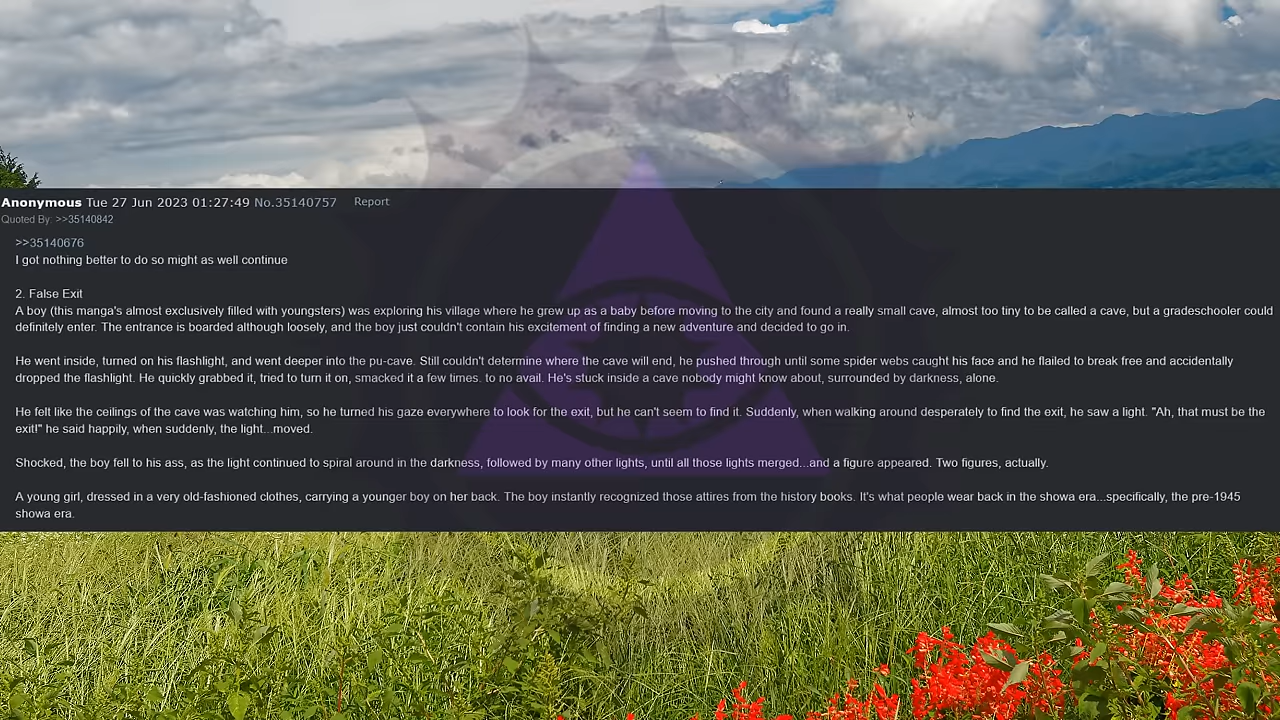 Anonymous Tue 27 Jun 2023 01:27:49 No.35140757 Report
Quoted By: >>35140842
>>35140676
I got nothing better to do so might as well continue
2. False Exit
A boy (this manga's almost exclusively filled with youngsters) was exploring his village where he grew up as a baby before moving to the city and found a really small cave, almost too tiny to be called a cave, but a gradeschooler could
definitely enter. The entrance is boarded although loosely, and the boy just couldn't contain his excitement of finding a new adventure and decided to go in.
He went inside, turned on his flashlight, and went deeper into the pu-cave. Still couldn't determine where the cave will end, he pushed through until some spider webs caught his face and he flailed to break free and accidentally
dropped the flashlight. He quickly grabbed it, tried to turn it on, smacked it a few times. to no avail. He's stuck inside a cave nobody might know about, surrounded by darkness, alone.
He felt like the ceilings of the cave was watching him, so he turned his gaze everywhere to look for the exit, but he can't seem to find it. Suddenly, when walking around desperately to find the exit, he saw a light. "Ah, that must be the
exit!" he said happily, when suddenly, the light...moved.
Shocked, the boy fell to his ass, as the light continued to spiral around in the darkness, followed by many other lights, until all those lights merged...and a figure appeared. Two figures, actually.
A young girl, dressed in a very old-fashioned clothes, carrying a younger boy on her back. The boy instantly recognized those attires from the history books. It's what people wear back in the showa era...specifically, the pre-1945
showa era.